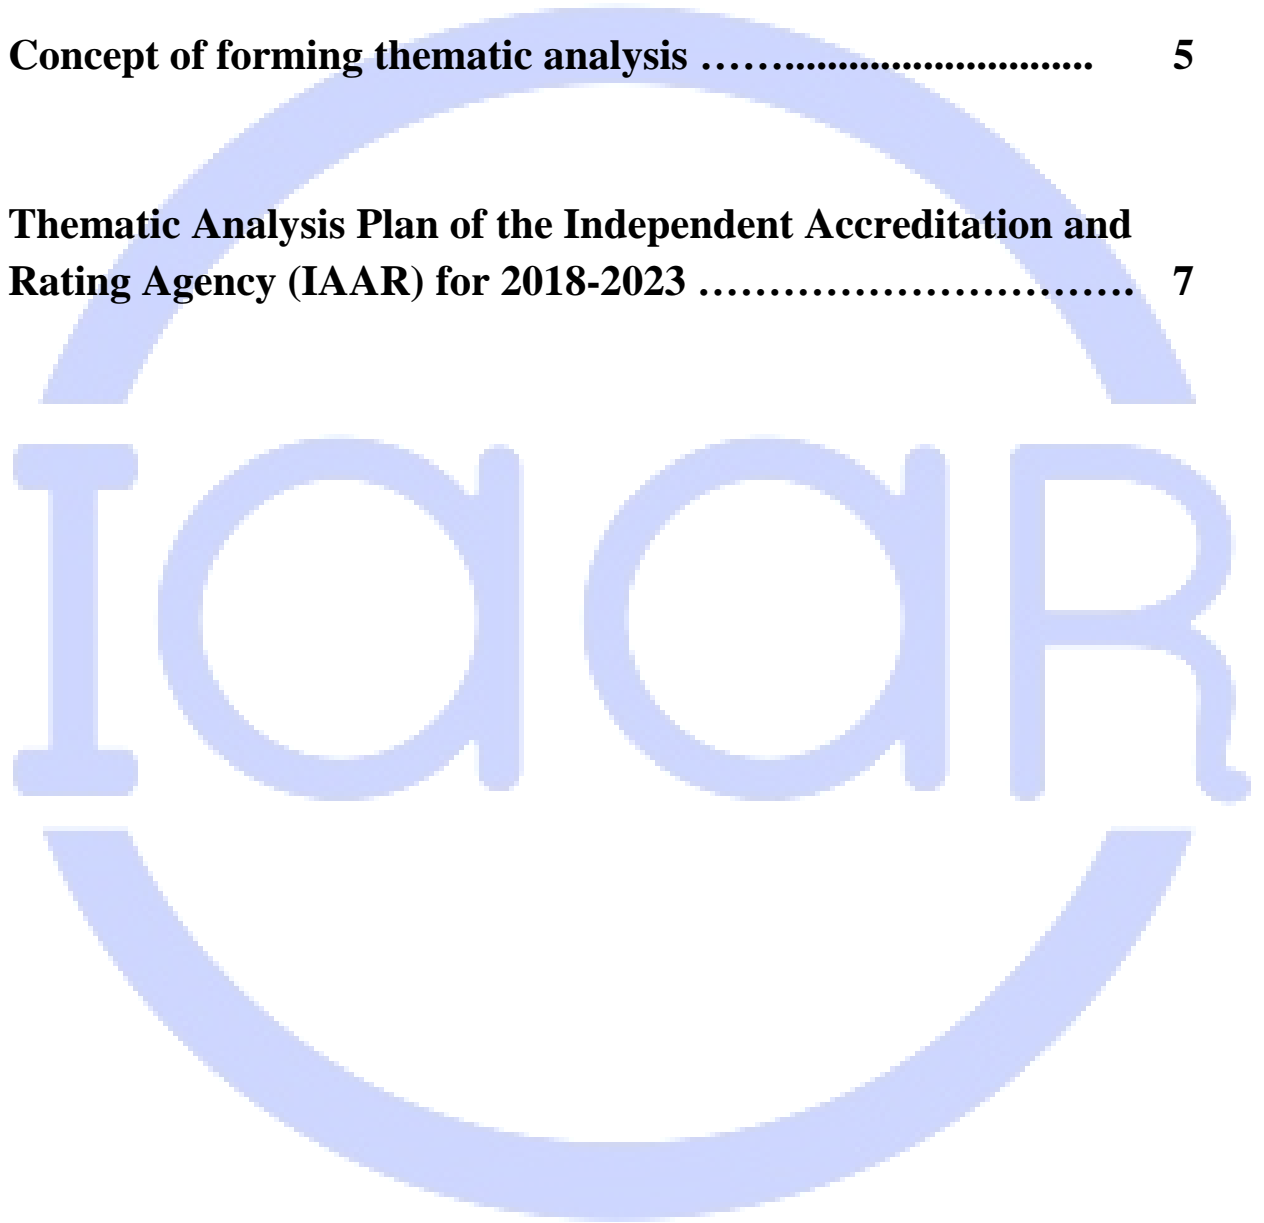 Concept of forming thematic analysis ……............................. 5
Thematic Analysis Plan of the Independent Accreditation and
Rating Agency (IAAR) for 2018-2023 …………………………. 7
IaaR